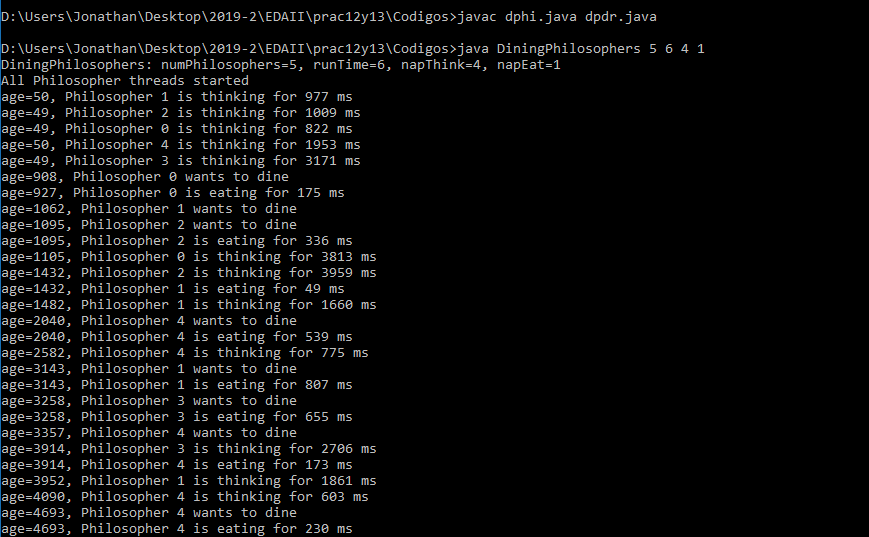 D:\Users\Jonathan\Desktop\2019-2\EDAII\prac12y13\Codigos>javac dphi.java dpdr.java
D:\Users\Jonathan\Desktop\2019-2\EDAII\prac12y13\Codigos>java DiningPhilosophers 5 6 4 1
DiningPhilosophers: numPhilosophers=5, runTime=6, napThink=4, napEat=1
All Philosopher threads started
age=50, Philosopher 1 is thinking for 977 ms
age=49, Philosopher 2 is thinking for 1009 ms
age=49, Philosopher 0 is thinking for 822 ms
age=50, Philosopher 4 is thinking for 1953 ms
age=49, Philosopher 3 is thinking for 3171 ms
age=908, Philosopher 0 wants to dine
age=927, Philosopher 0 is eating for 175 ms
age=1062, Philosopher 1 wants to dine
age=1095, Philosopher 2 wants to dine
age=1095, Philosopher 2 is eating for 336 ms
age=1105, Philosopher 0 is thinking for 3813 ms
age=1432, Philosopher 2 is thinking for 3959 ms
age=1432, Philosopher 1 is eating for 49 ms
age=1482, Philosopher 1 is thinking for 1660 ms
age=2040, Philosopher 4 wants to dine
age=2040, Philosopher 4 is eating for 539 ms
age=2582, Philosopher 4 is thinking for 775 ms
age=3143, Philosopher 1 wants to dine
age=3143, Philosopher 1 is eating for 807 ms
age=3258, Philosopher 3 wants to dine
age=3258, Philosopher 3 is eating for 655 ms
age=3357, Philosopher 4 wants to dine
age=3914, Philosopher 3 is thinking for 2706 ms
age=3914, Philosopher 4 is eating for 173 ms
age=3952, Philosopher 1 is thinking for 1861 ms
age=4090, Philosopher 4 is thinking for 603 ms
age=4693, Philosopher 4 wants to dine
age=4693, Philosopher 4 is eating for 230 ms